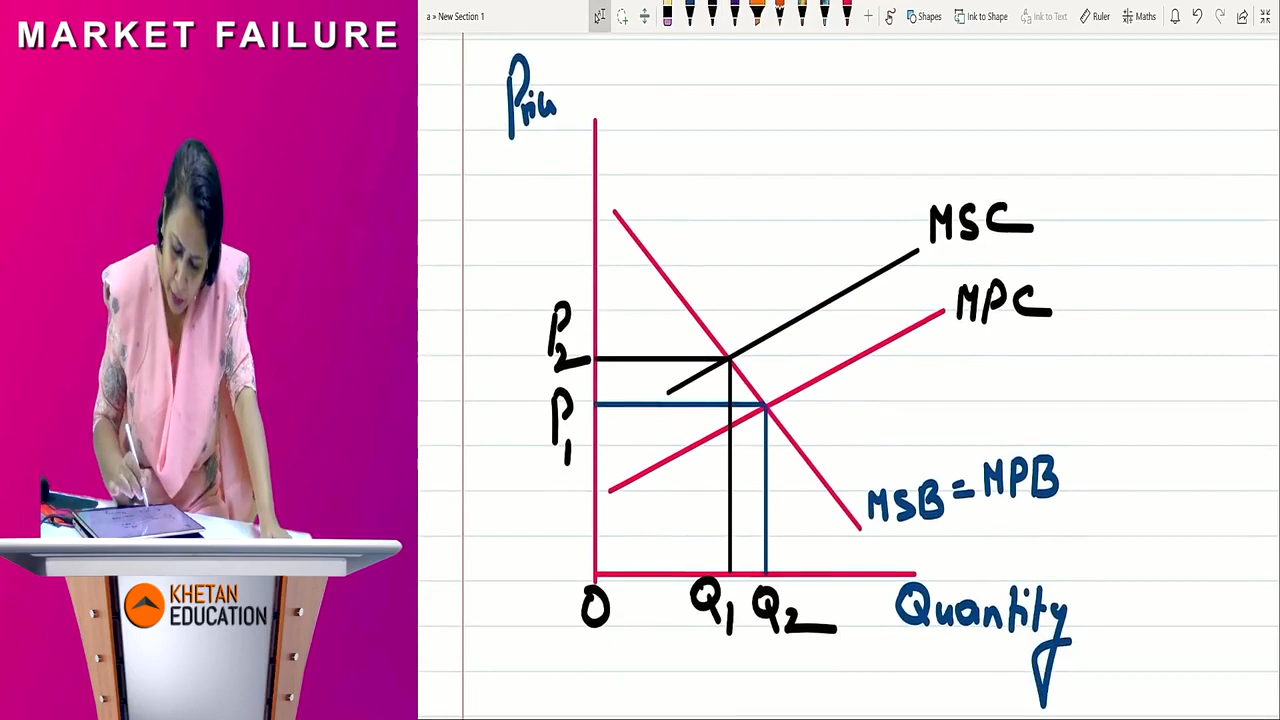 MARKET FAILURE
a » New Section 1
Shapes
Ink to Shape
Ink to Text
Ruler
Maths
Price
MSC
MPC
P2
P1
MSB = MPB
O
Q1
Q2
Quantity
KHETAN
EDUCATION